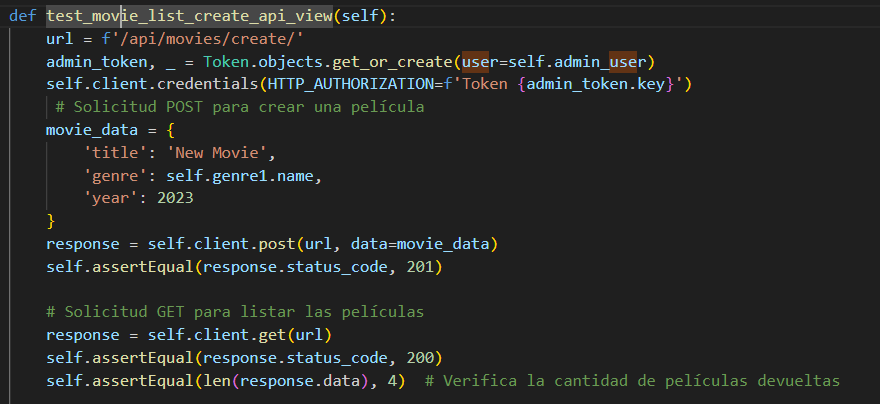 def test_movie_list_create_api_view(self):
    url = f'/api/movies/create/'
    admin_token, _ = Token.objects.get_or_create(user=self.admin_user)
    self.client.credentials(HTTP_AUTHORIZATION=f'Token {admin_token.key}')
     # Solicitud POST para crear una película
    movie_data = {
        'title': 'New Movie',
        'genre': self.genre1.name,
        'year': 2023
    }
    response = self.client.post(url, data=movie_data)
    self.assertEqual(response.status_code, 201)

    # Solicitud GET para listar las películas
    response = self.client.get(url)
    self.assertEqual(response.status_code, 200)
    self.assertEqual(len(response.data), 4)  # Verifica la cantidad de películas devueltas